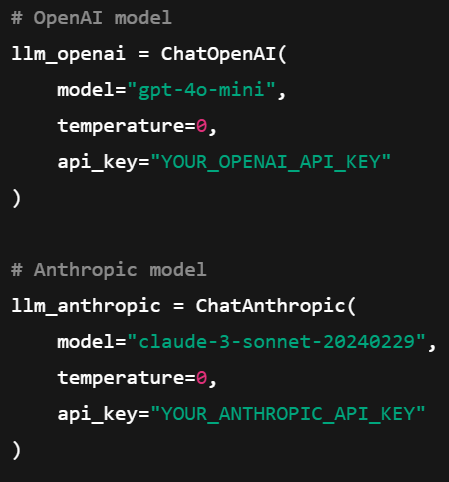 # OpenAI model
llm_openai = ChatOpenAI(
    model="gpt-4o-mini",
    temperature=0,
    api_key="YOUR_OPENAI_API_KEY"
)

# Anthropic model
llm_anthropic = ChatAnthropic(
    model="claude-3-sonnet-20240229",
    temperature=0,
    api_key="YOUR_ANTHROPIC_API_KEY"
)